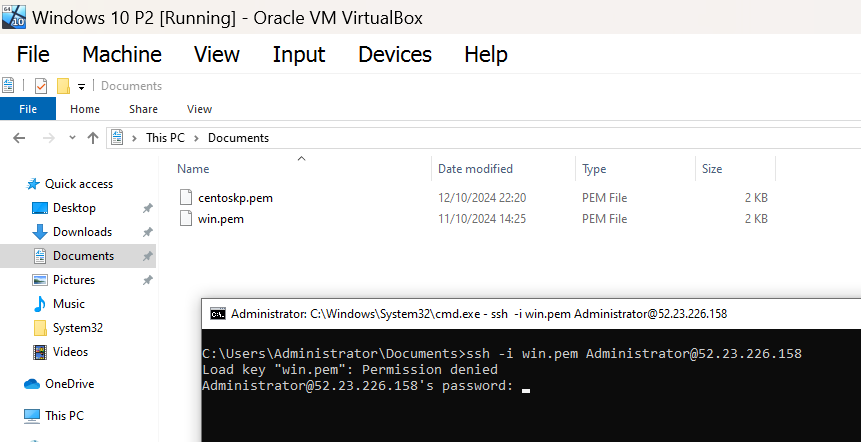 Windows 10 P2 [Running] - Oracle VM VirtualBox
File Machine View Input Devices Help
Documents
File Home Share View
This PC > Documents
Name Date modified Type Size
Quick access
centoskp.pem 12/10/2024 22:20 PEM File 2 KB
Desktop
win.pem 11/10/2024 14:25 PEM File 2 KB
Downloads
Documents
Pictures
Music
System32
Videos
OneDrive
This PC
Administrator: C:\Windows\System32\cmd.exe - ssh -i win.pem Administrator@52.23.226.158
C:\Users\Administrator\Documents>ssh -i win.pem Administrator@52.23.226.158
Load key "win.pem": Permission denied
Administrator@52.23.226.158's password: